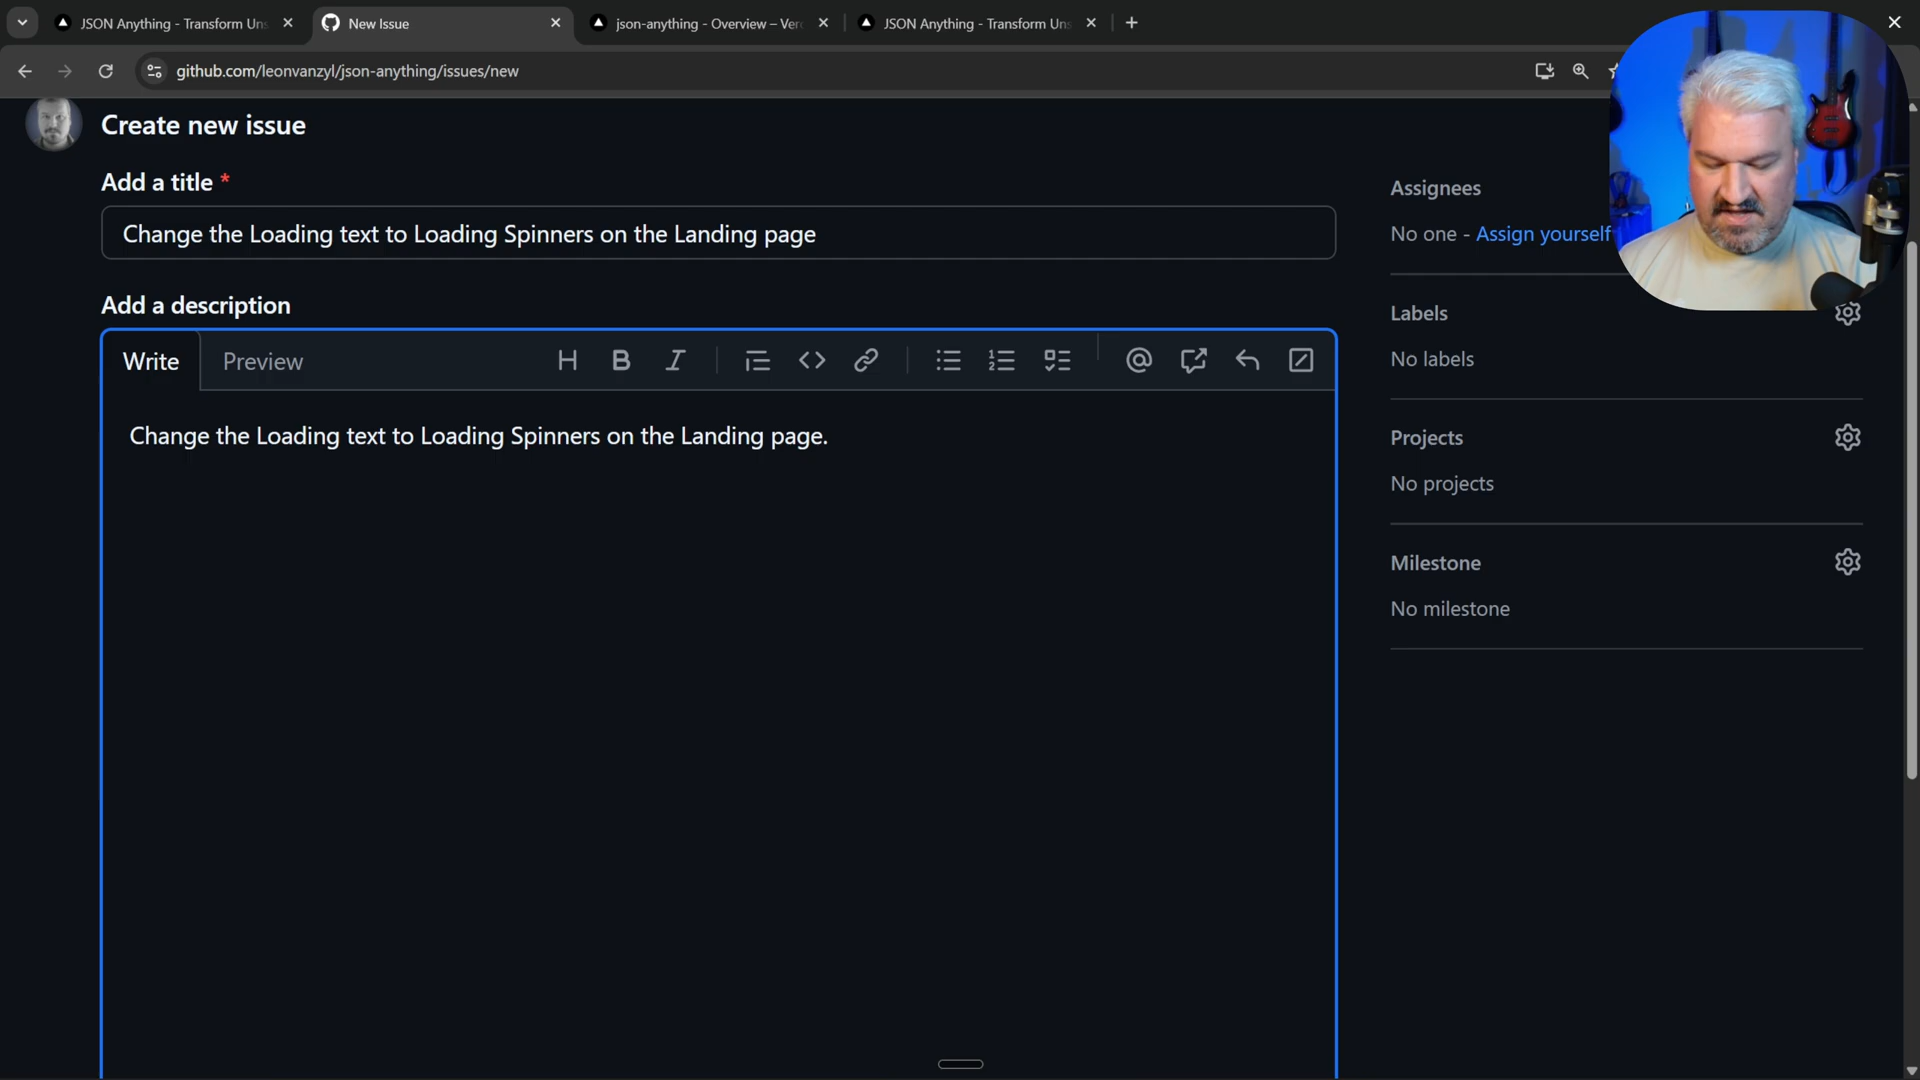 JSON Anything - Transform Uns
New Issue
json-anything - Overview – Verc
JSON Anything - Transform Uns
github.com/leonvanzyl/json-anything/issues/new
Create new issue
Add a title *
Change the Loading text to Loading Spinners on the Landing page
Add a description
Write
Preview
Change the Loading text to Loading Spinners on the Landing page.
Assignees
No one - Assign yourself
Labels
No labels
Projects
No projects
Milestone
No milestone